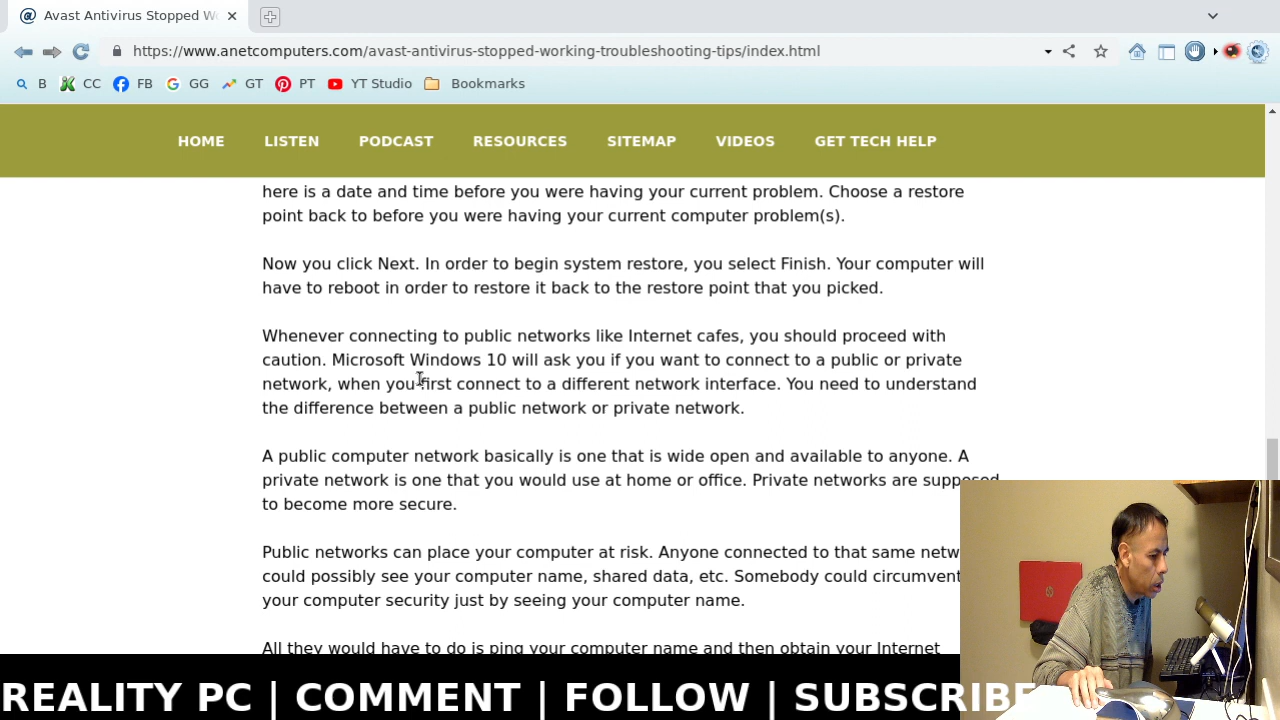 Avast Antivirus Stopped Wo
https://www.anetcomputers.com/avast-antivirus-stopped-working-troubleshooting-tips/index.html
B CC FB GG GT PT YT Studio Bookmarks
HOME LISTEN PODCAST RESOURCES SITEMAP VIDEOS GET TECH HELP
here is a date and time before you were having your current problem. Choose a restore
point back to before you were having your current computer problem(s).
Now you click Next. In order to begin system restore, you select Finish. Your computer will
have to reboot in order to restore it back to the restore point that you picked.
Whenever connecting to public networks like Internet cafes, you should proceed with
caution. Microsoft Windows 10 will ask you if you want to connect to a public or private
network, when you first connect to a different network interface. You need to understand
the difference between a public network or private network.
A public computer network basically is one that is wide open and available to anyone. A
private network is one that you would use at home or office. Private networks are supposed
to become more secure.
Public networks can place your computer at risk. Anyone connected to that same netw
could possibly see your computer name, shared data, etc. Somebody could circumvent
your computer security just by seeing your computer name.
All they would have to do is ping your computer name and then obtain your Internet
REALITY PC | COMMENT | FOLLOW | SUBSCRIBE